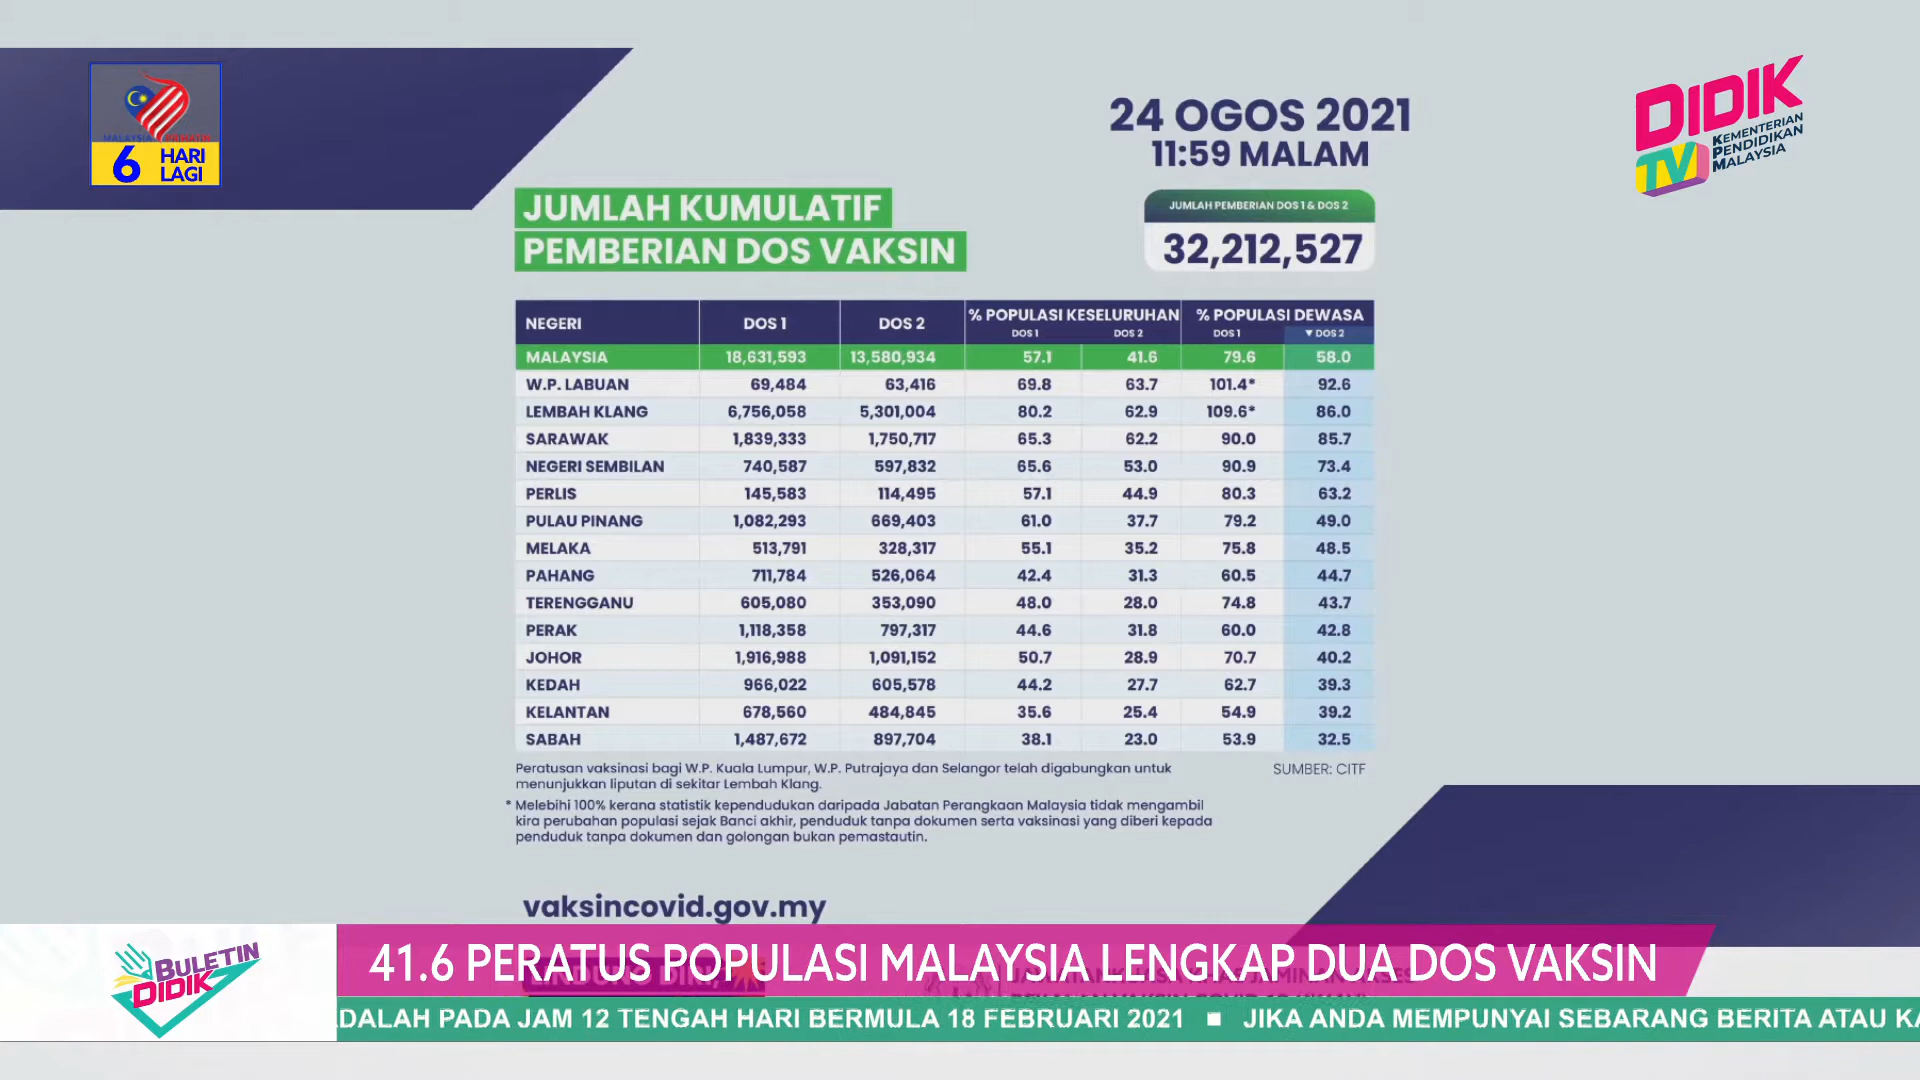 MALAYSIA PRIHATIN
6 HARI LAGI
DIDIK TV
KEMENTERIAN
PENDIDIKAN
MALAYSIA
24 OGOS 2021
11:59 MALAM
JUMLAH KUMULATIF
PEMBERIAN DOS VAKSIN
JUMLAH PEMBERIAN DOS 1 & DOS 2
32,212,527
NEGERI DOS 1 DOS 2 % POPULASI KESELURUHAN % POPULASI DEWASA
DOS 1 DOS 2 DOS 1 ▼ DOS 2
MALAYSIA 18,631,593 13,580,934 57.1 41.6 79.6 58.0
W.P. LABUAN 69,484 63,416 69.8 63.7 101.4* 92.6
LEMBAH KLANG 6,756,058 5,301,004 80.2 62.9 109.6* 86.0
SARAWAK 1,839,333 1,750,717 65.3 62.2 90.0 85.7
NEGERI SEMBILAN 740,587 597,832 65.6 53.0 90.9 73.4
PERLIS 145,583 114,495 57.1 44.9 80.3 63.2
PULAU PINANG 1,082,293 669,403 61.0 37.7 79.2 49.0
MELAKA 513,791 328,317 55.1 35.2 75.8 48.5
PAHANG 711,784 526,064 42.4 31.3 60.5 44.7
TERENGGANU 605,080 353,090 48.0 28.0 74.8 43.7
PERAK 1,118,358 797,317 44.6 31.8 60.0 42.8
JOHOR 1,916,988 1,091,152 50.7 28.9 70.7 40.2
KEDAH 966,022 605,578 44.2 27.7 62.7 39.3
KELANTAN 678,560 484,845 35.6 25.4 54.9 39.2
SABAH 1,487,672 897,704 38.1 23.0 53.9 32.5
Peratusan vaksinasi bagi W.P. Kuala Lumpur, W.P. Putrajaya dan Selangor telah digabungkan untuk
menunjukkan liputan di sekitar Lembah Klang.
SUMBER: CITF
* Melebihi 100% kerana statistik kependudukan daripada Jabatan Perangkaan Malaysia tidak mengambil
kira perubahan populasi sejak Banci akhir, penduduk tanpa dokumen serta vaksinasi yang diberi kepada
penduduk tanpa dokumen dan golongan bukan pemastautin.
vaksincovid.gov.my
BULETIN
DIDIK
41.6 PERATUS POPULASI MALAYSIA LENGKAP DUA DOS VAKSIN
DALAH PADA JAM 12 TENGAH HARI BERMULA 18 FEBRUARI 2021 ■ JIKA ANDA MEMPUNYAI SEBARANG BERITA ATAU KA